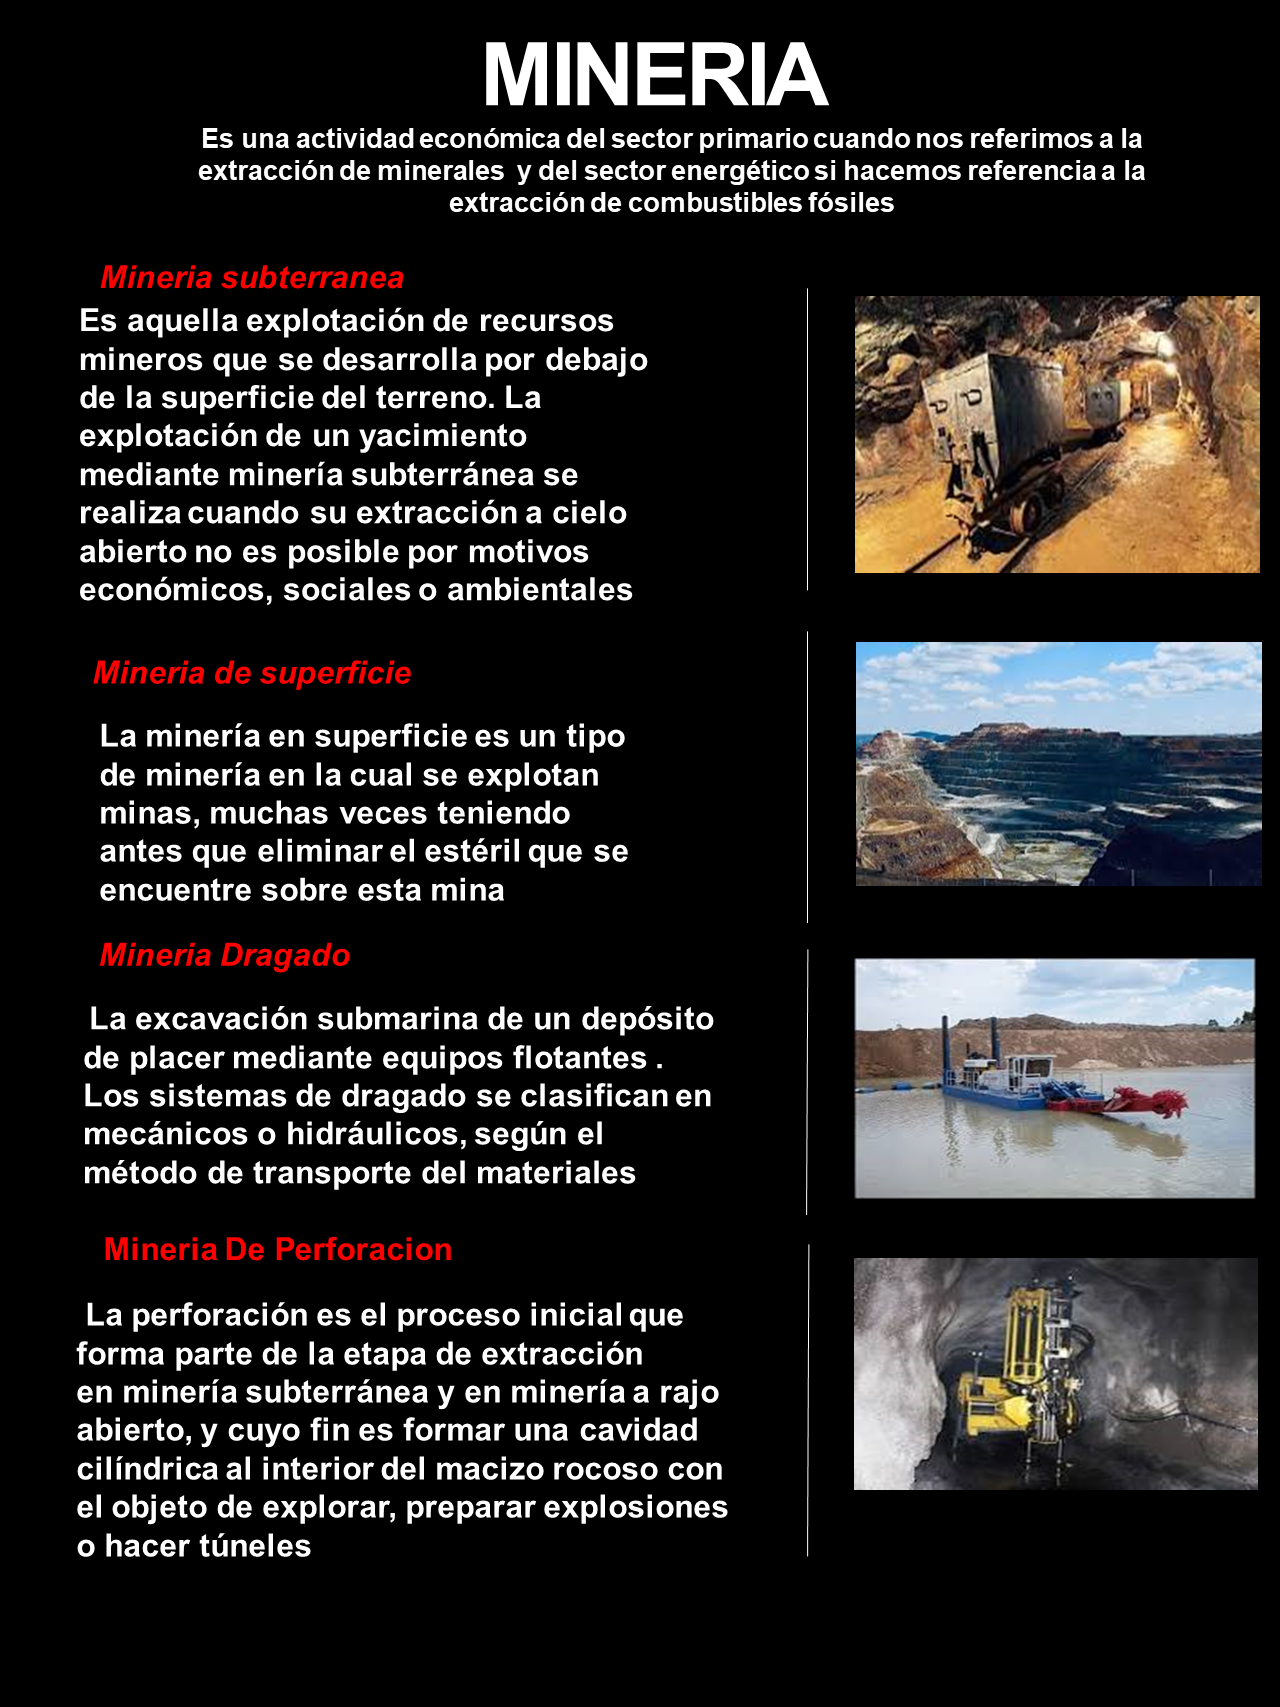 MINERIA
Es una actividad económica del sector primario cuando nos referimos a la
extracción de minerales  y del sector energético si hacemos referencia a la
extracción de combustibles fósiles
Mineria subterranea
Es aquella explotación de recursos
mineros que se desarrolla por debajo
de la superficie del terreno. La
explotación de un yacimiento
mediante minería subterránea se
realiza cuando su extracción a cielo
abierto no es posible por motivos
económicos, sociales o ambientales
Mineria de superficie
La minería en superficie es un tipo
de minería en la cual se explotan
minas, muchas veces teniendo
antes que eliminar el estéril que se
encuentre sobre esta mina
Mineria Dragado
La excavación submarina de un depósito
de placer mediante equipos flotantes .
Los sistemas de dragado se clasifican en
mecánicos o hidráulicos, según el
método de transporte del materiales
Mineria De Perforacion
La perforación es el proceso inicial que
forma parte de la etapa de extracción
en minería subterránea y en minería a rajo
abierto, y cuyo fin es formar una cavidad
cilíndrica al interior del macizo rocoso con
el objeto de explorar, preparar explosiones
o hacer túneles